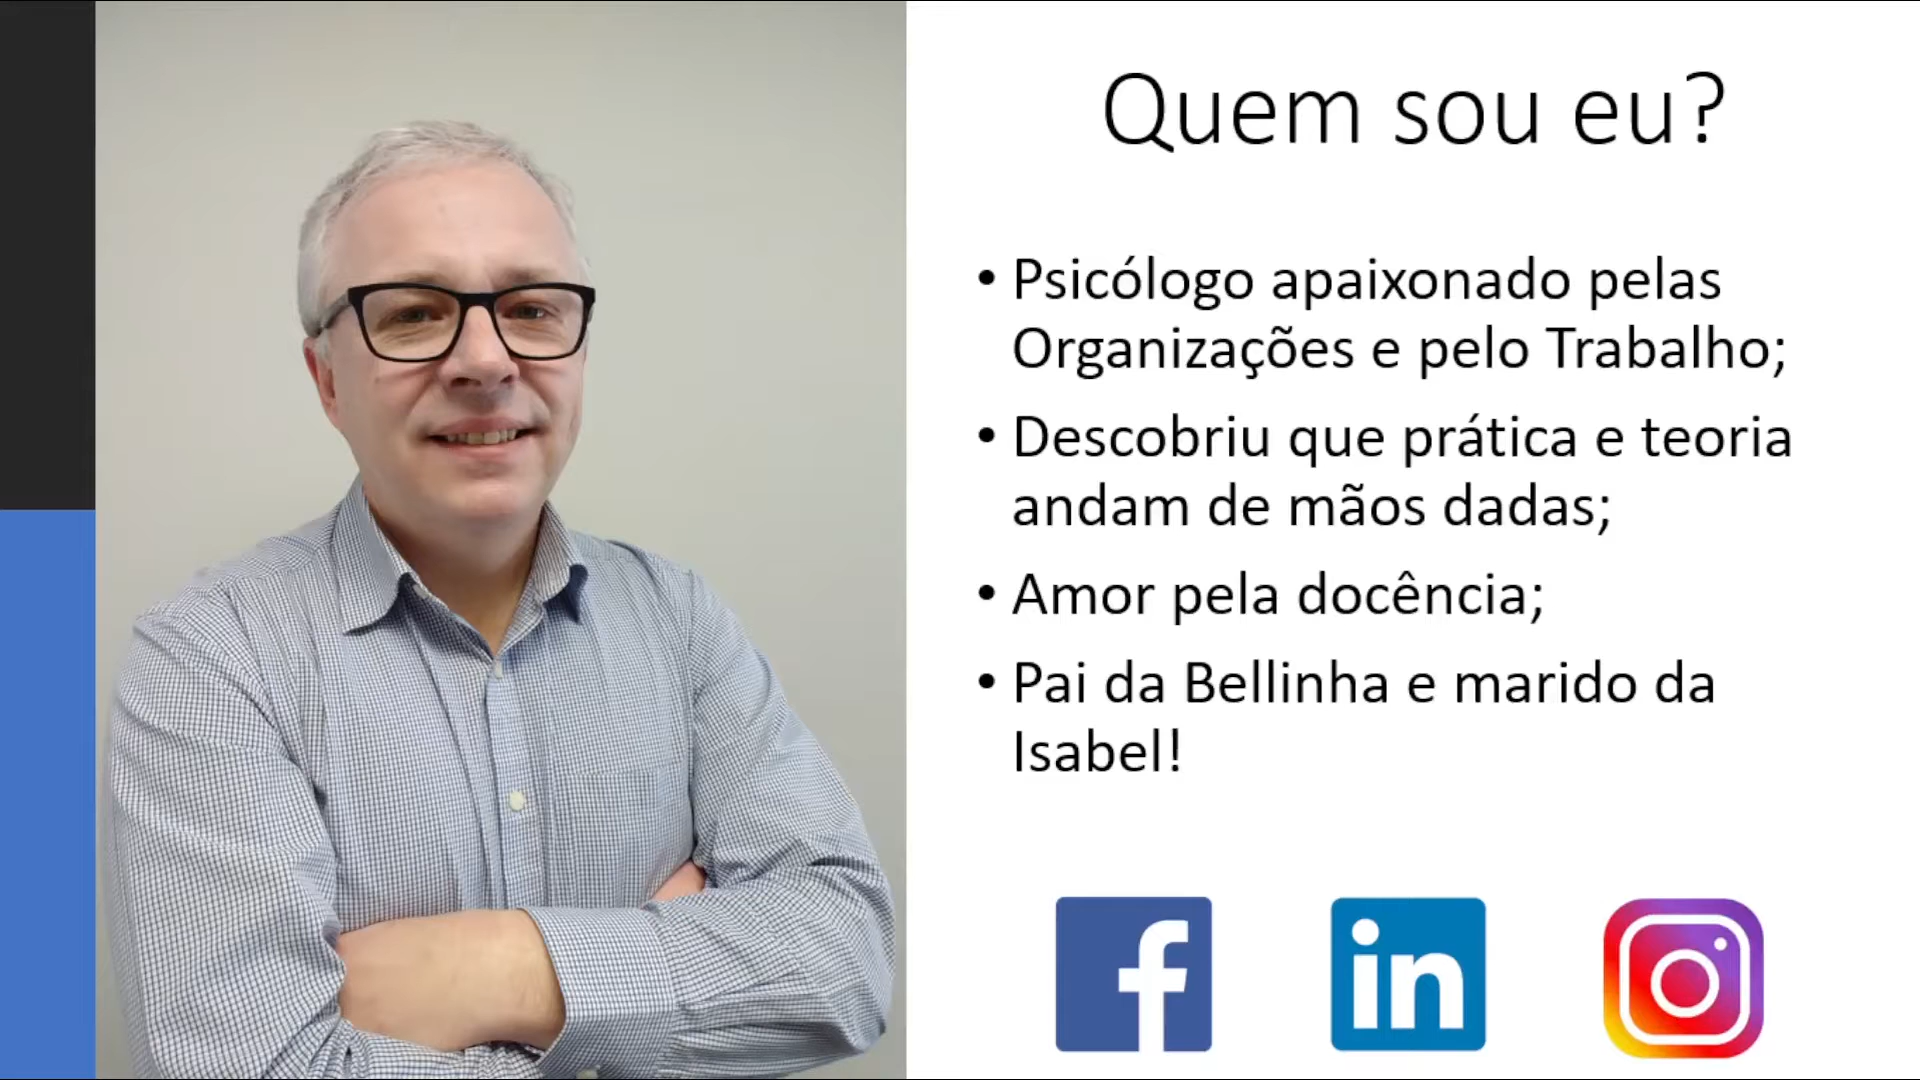 Quem sou eu?
• Psicólogo apaixonado pelas
Organizações e pelo Trabalho;
• Descobriu que prática e teoria
andam de mãos dadas;
• Amor pela docência;
• Pai da Bellinha e marido da
Isabel!
f in